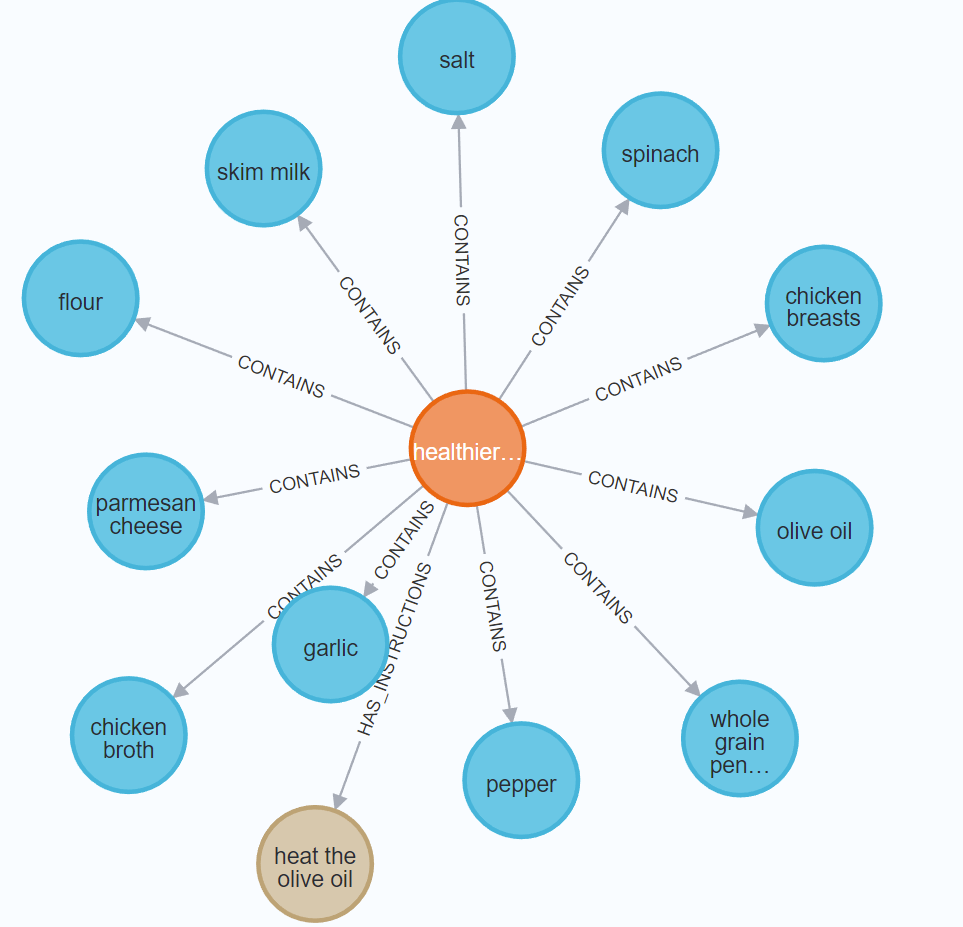 salt
spinach
skim milk
chicken
breasts
flour
CONTAINS
CONTAINS
CONTAINS
CONTAINS
CONTAINS
healthier…
CONTAINS
CONTAINS
parmesan
cheese
olive oil
CONTAINS
CONTAINS
CONTAINS
CONTAINS
HAS_INSTRUCTIONS
garlic
chicken
broth
whole
grain
pen…
pepper
heat the
olive oil